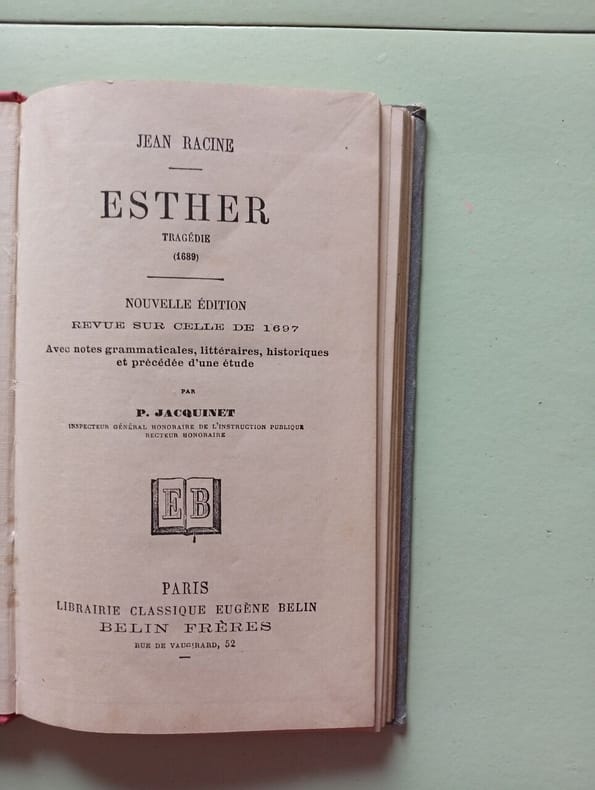 JEAN RACINE
ESTHER
TRAGÉDIE
(1689)
NOUVELLE ÉDITION
REVUE SUR CELLE DE 1697
Avec notes grammaticales, littéraires, historiques
et précédée d'une étude
PAR
P. JACQUINET
INSPECTEUR GÉNÉRAL HONORAIRE DE L'INSTRUCTION PUBLIQUE
RECTEUR HONORAIRE
EB
PARIS
LIBRAIRIE CLASSIQUE EUGÈNE BELIN
BELIN FRÈRES
RUE DE VAUGIRARD, 52